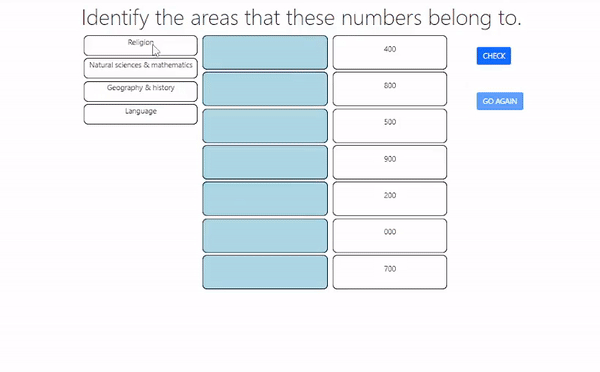 Identify the areas that these numbers belong to.
Religion
Natural sciences & mathematics
Geography & history
Language
400
800
500
900
200
000
700
CHECK
GO AGAIN